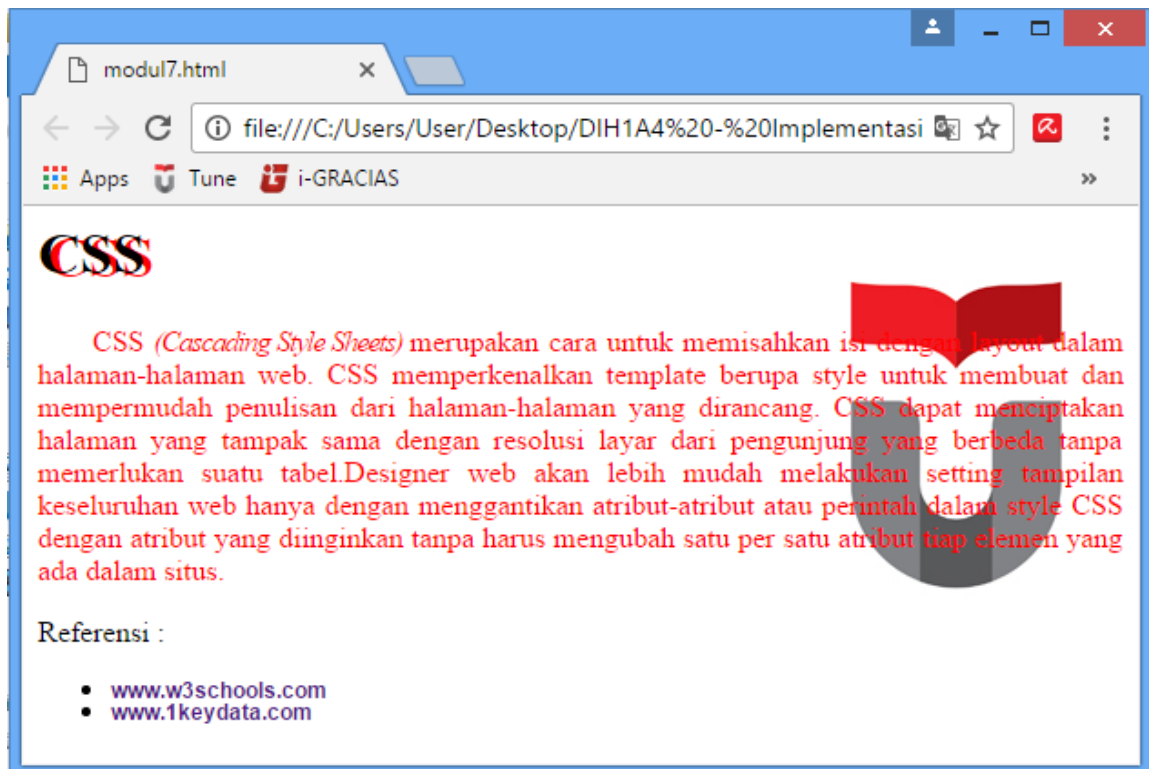 modul7.html
file:///C:/Users/User/Desktop/DIH1A4%20-%20Implementasi
Apps Tune i-GRACIAS »
CSS
CSS (Cascading Style Sheets) merupakan cara untuk memisahkan isi dengan layout dalam
halaman-halaman web. CSS memperkenalkan template berupa style untuk membuat dan
mempermudah penulisan dari halaman-halaman yang dirancang. CSS dapat menciptakan
halaman yang tampak sama dengan resolusi layar dari pengunjung yang berbeda tanpa
memerlukan suatu tabel.Designer web akan lebih mudah melakukan setting tampilan
keseluruhan web hanya dengan menggantikan atribut-atribut atau perintah dalam style CSS
dengan atribut yang diinginkan tanpa harus mengubah satu per satu atribut tiap elemen yang
ada dalam situs.
Referensi :
• www.w3schools.com
• www.1keydata.com